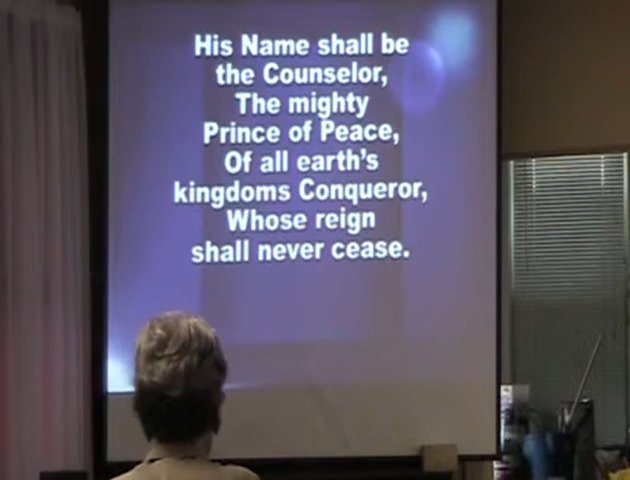 His Name shall be
the Counselor,
The mighty
Prince of Peace,
Of all earth's
kingdoms Conqueror,
Whose reign
shall never cease.